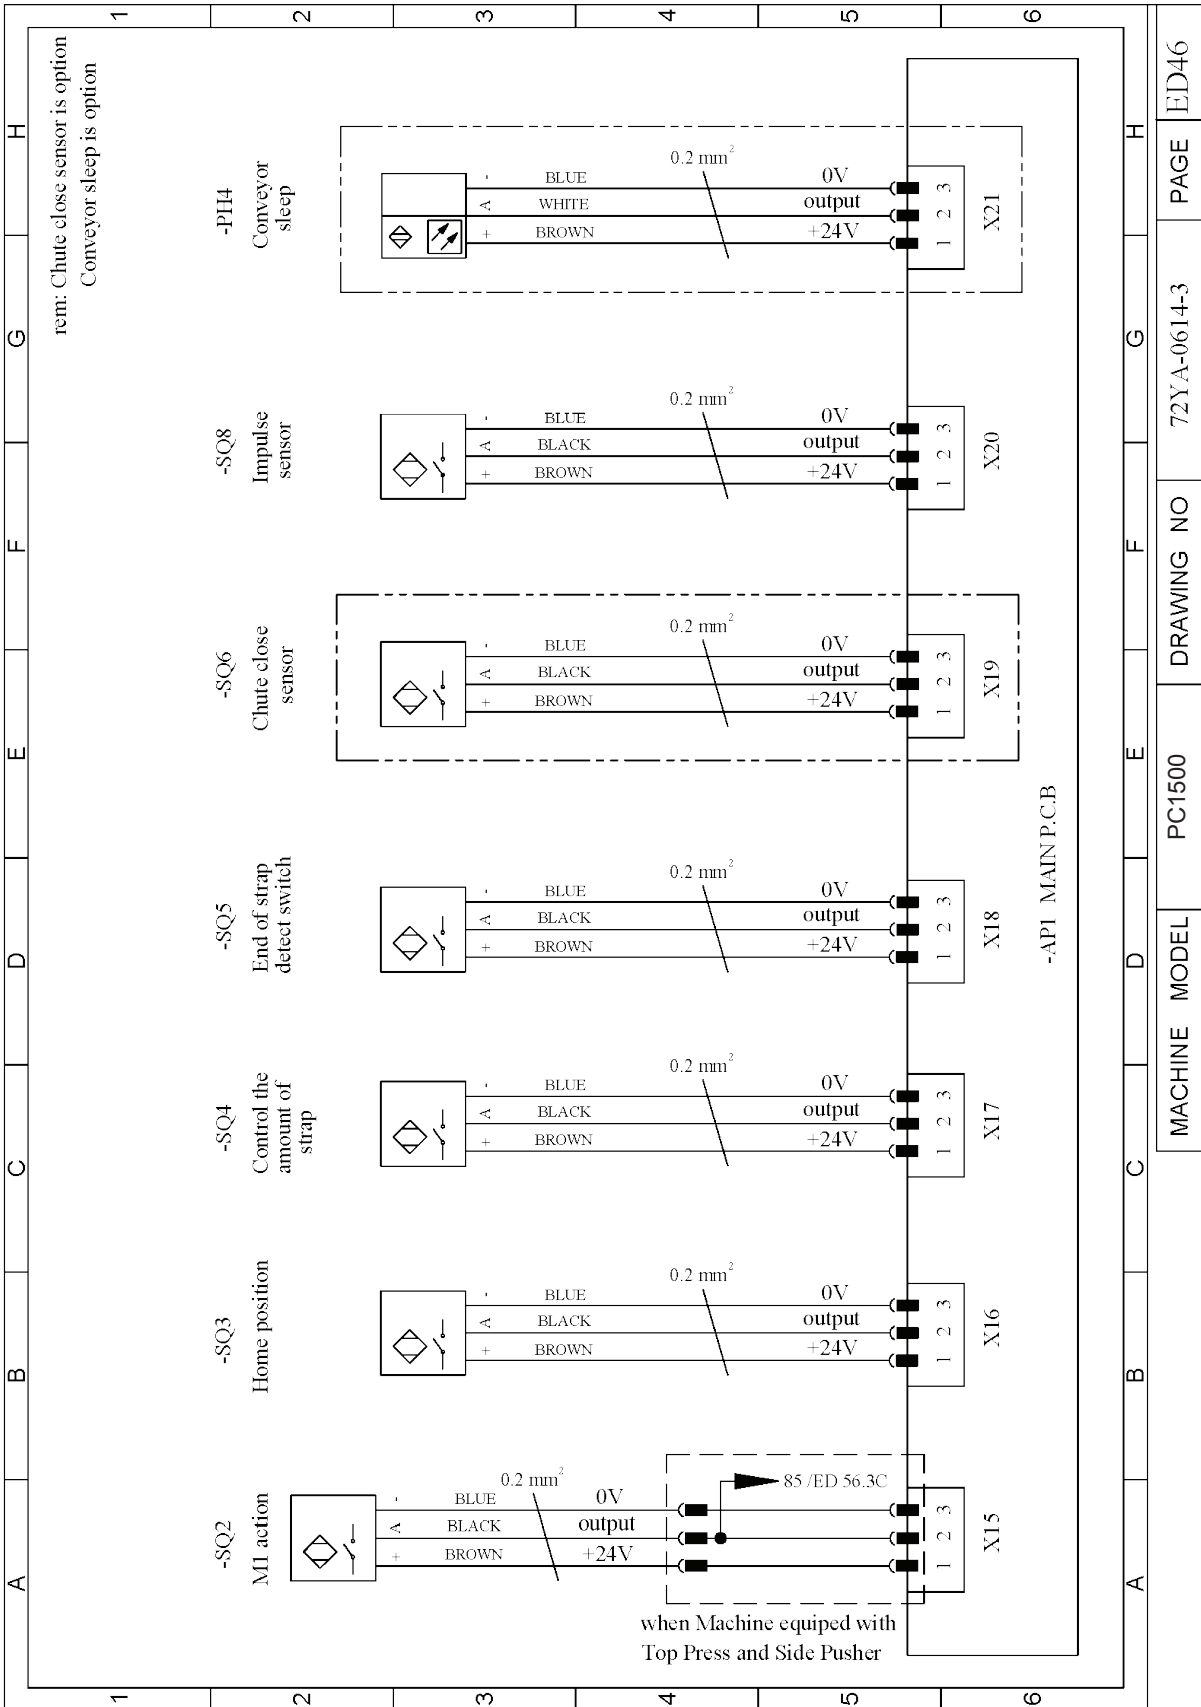 A
B
C
D
E
F
G
H
1
2
3
4
5
6
rem: Chute close sensor is option
Conveyor sleep is option
-SQ2
M1 action
-
A
+
BLUE
BLACK
BROWN
0.2 mm²
0V
output
+24V
85 /ED 56.3C
3
2
1
X15
when Machine equiped with
Top Press and Side Pusher
-SQ3
Home position
-
A
+
BLUE
BLACK
BROWN
0.2 mm²
0V
output
+24V
3
2
1
X16
-SQ4
Control the
amount of
strap
-
A
+
BLUE
BLACK
BROWN
0.2 mm²
0V
output
+24V
3
2
1
X17
-SQ5
End of strap
detect switch
-
A
+
BLUE
BLACK
BROWN
0.2 mm²
0V
output
+24V
3
2
1
X18
-SQ6
Chute close
sensor
-
A
+
BLUE
BLACK
BROWN
0.2 mm²
0V
output
+24V
3
2
1
X19
-SQ8
Impulse
sensor
-
A
+
BLUE
BLACK
BROWN
0.2 mm²
0V
output
+24V
3
2
1
X20
-PH4
Conveyor
sleep
-
A
+
BLUE
WHITE
BROWN
0.2 mm²
0V
output
+24V
3
2
1
X21
-AP1 MAIN P.C.B
1
2
3
4
5
6
A
B
C
D
E
F
G
H
MACHINE MODEL
PC1500
DRAWING NO
72YA-0614-3
PAGE
ED46